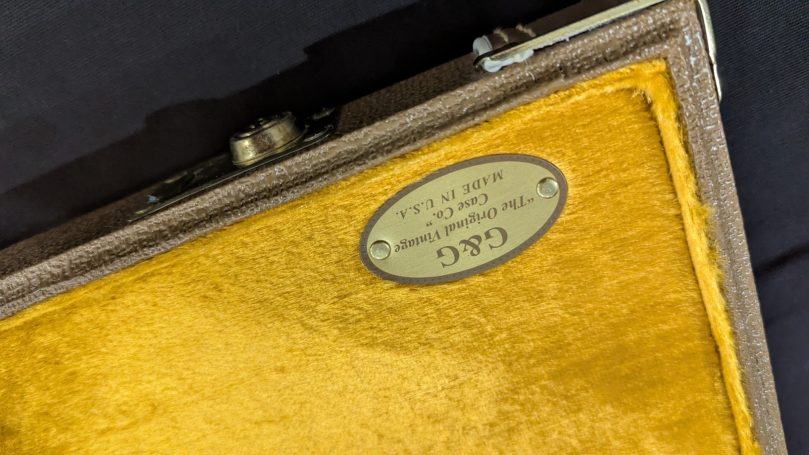 G&G
"The Original Vintage
Case Co."
MADE IN U.S.A.